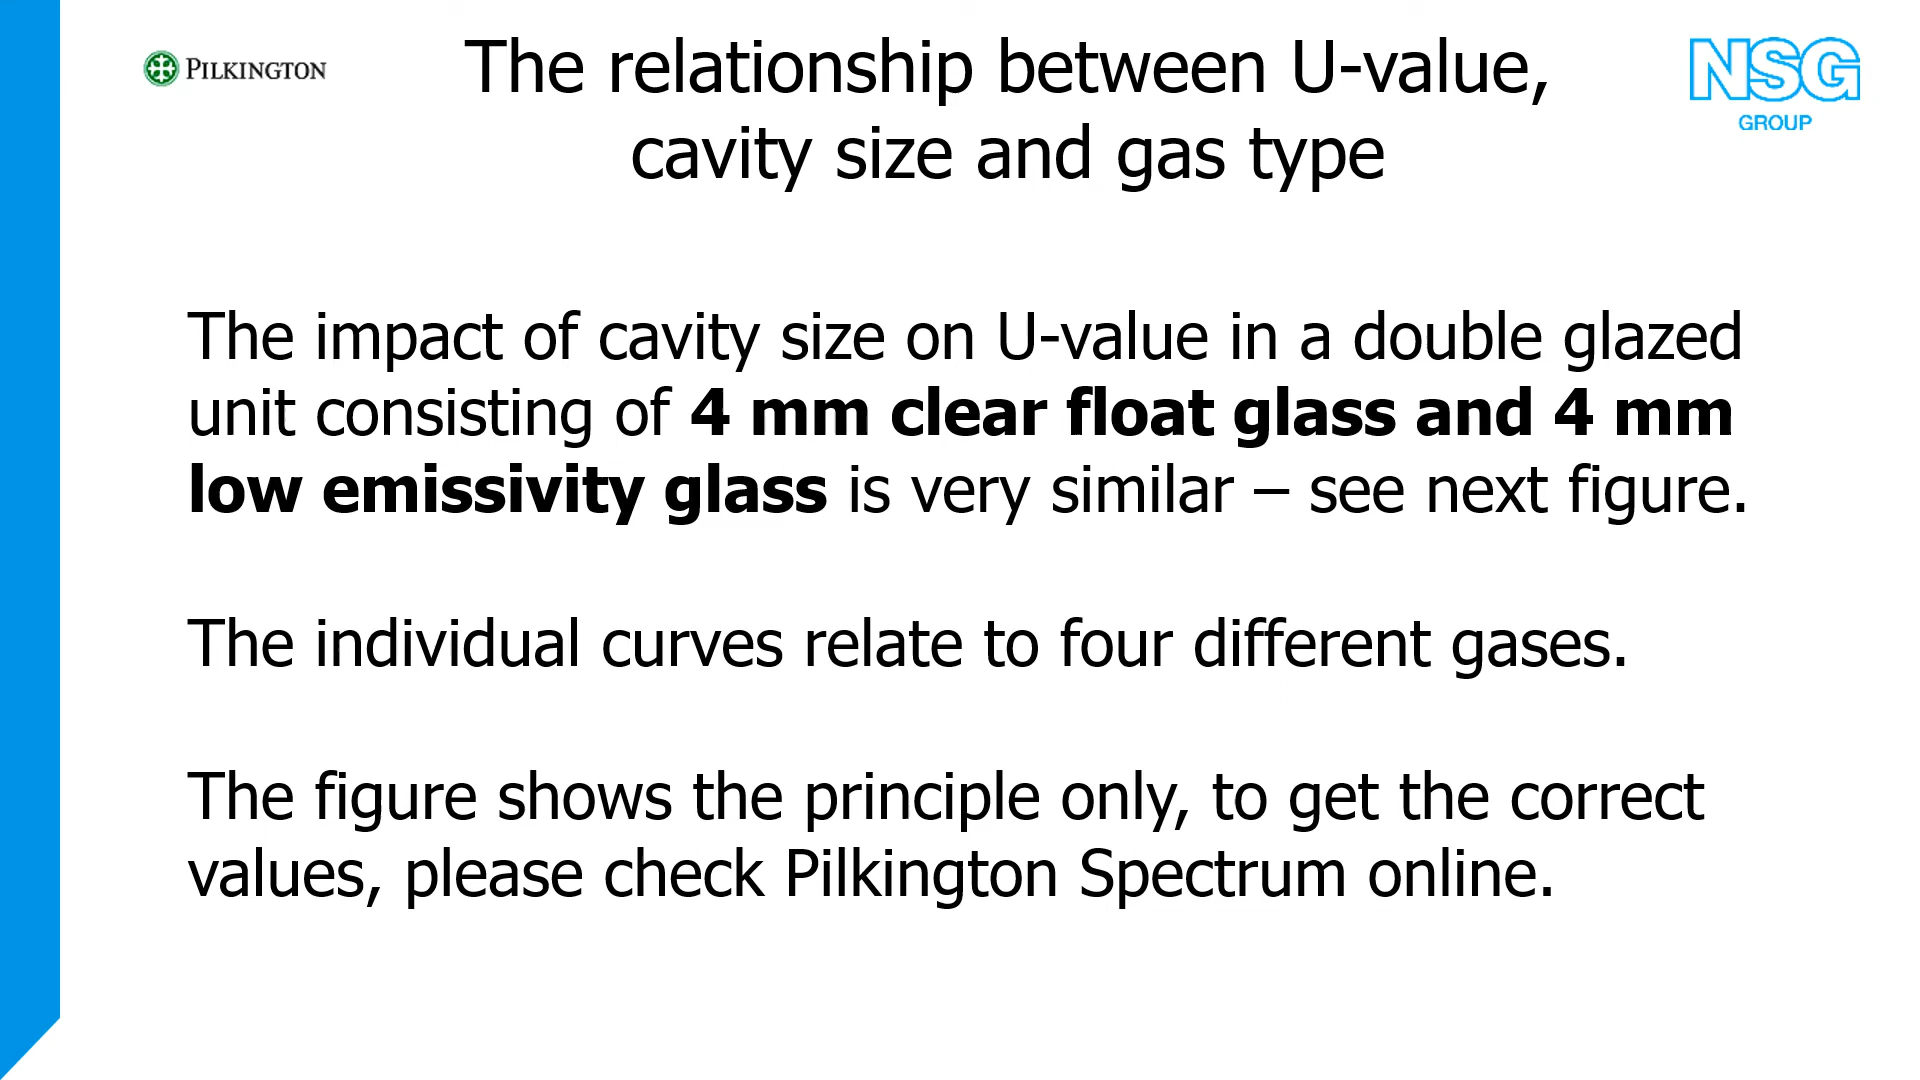 PILKINGTON
The relationship between U-value,
cavity size and gas type
NSG
GROUP
The impact of cavity size on U-value in a double glazed
unit consisting of 4 mm clear float glass and 4 mm
low emissivity glass is very similar – see next figure.
The individual curves relate to four different gases.
The figure shows the principle only, to get the correct
values, please check Pilkington Spectrum online.